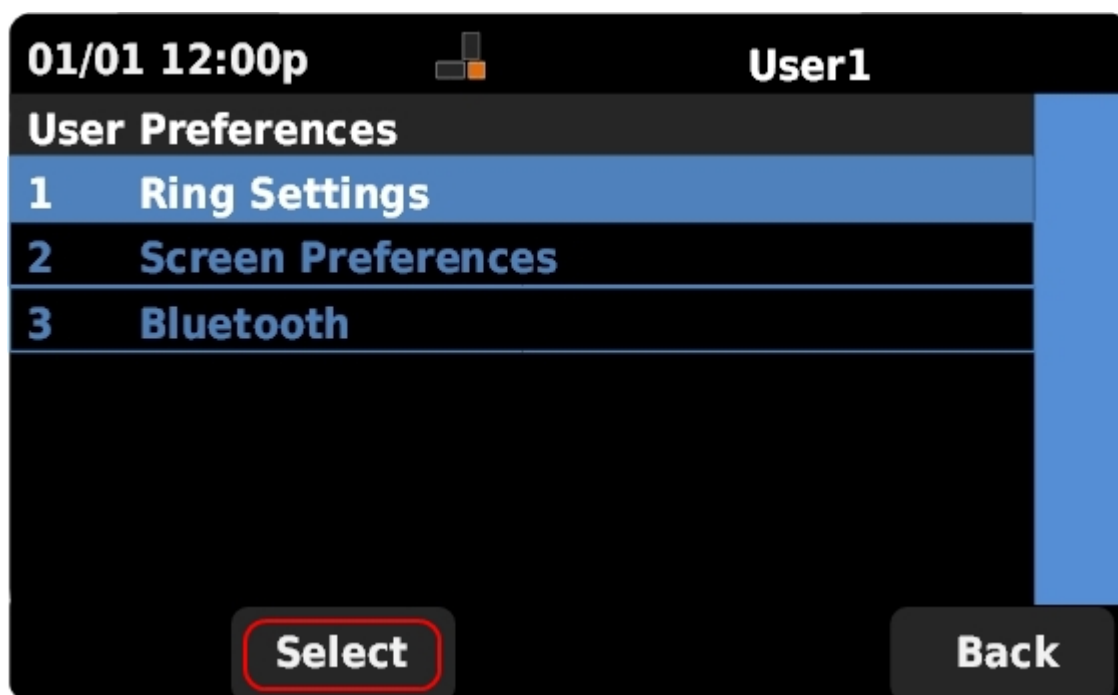 01/01 12:00p User1
User Preferences
1 Ring Settings
2 Screen Preferences
3 Bluetooth
Select Back